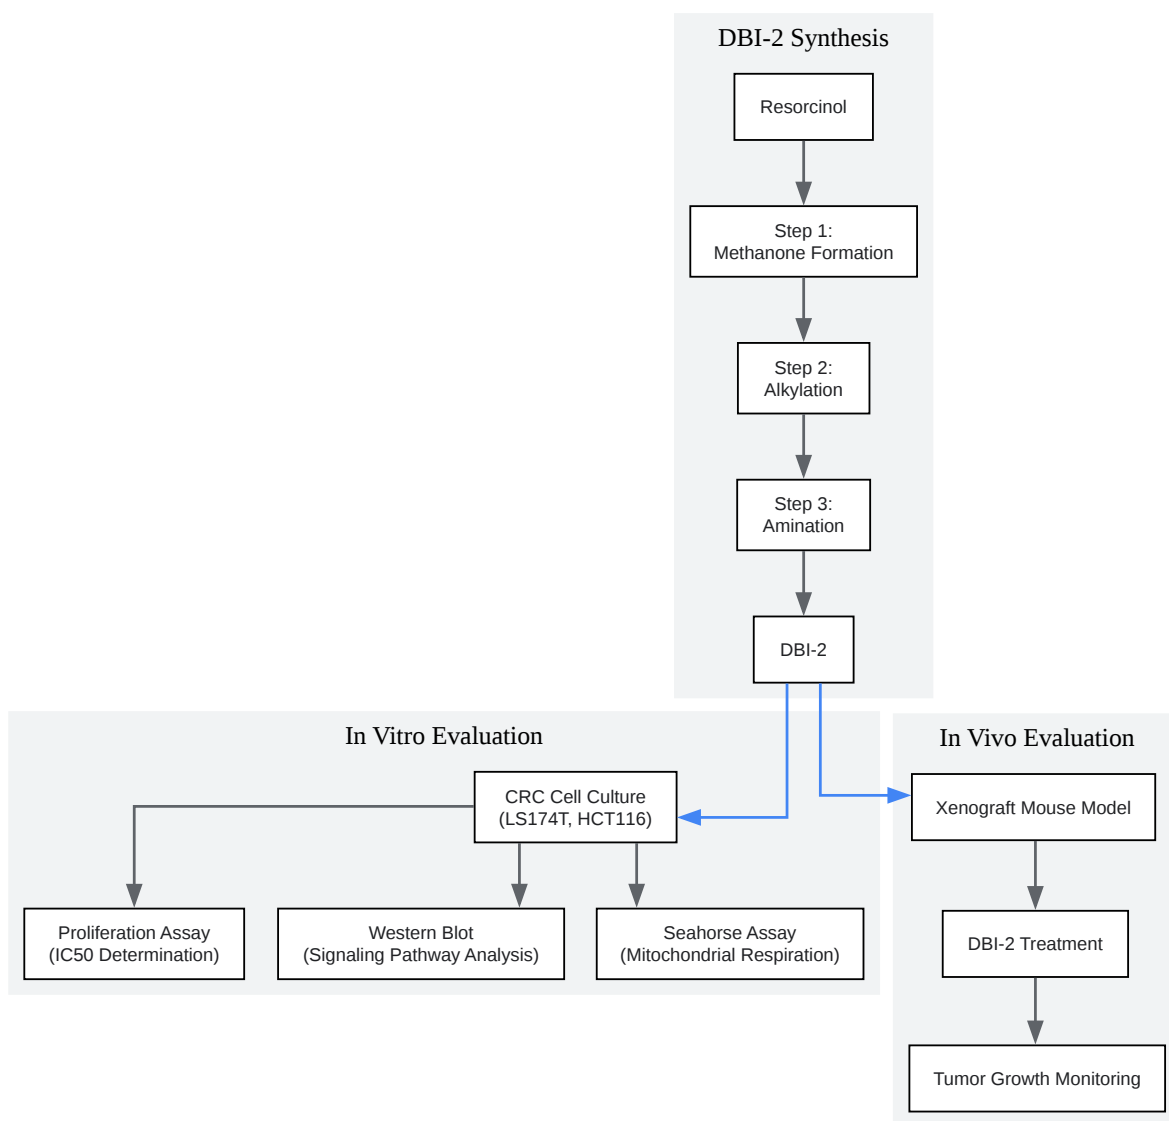 DBI-2 Synthesis
Resorcinol
Step 1:
Methanone Formation
Step 2:
Alkylation
Step 3:
Amination
DBI-2
In Vitro Evaluation
CRC Cell Culture
(LS174T, HCT116)
Proliferation Assay
(IC50 Determination)
Western Blot
(Signaling Pathway Analysis)
Seahorse Assay
(Mitochondrial Respiration)
In Vivo Evaluation
Xenograft Mouse Model
DBI-2 Treatment
Tumor Growth Monitoring